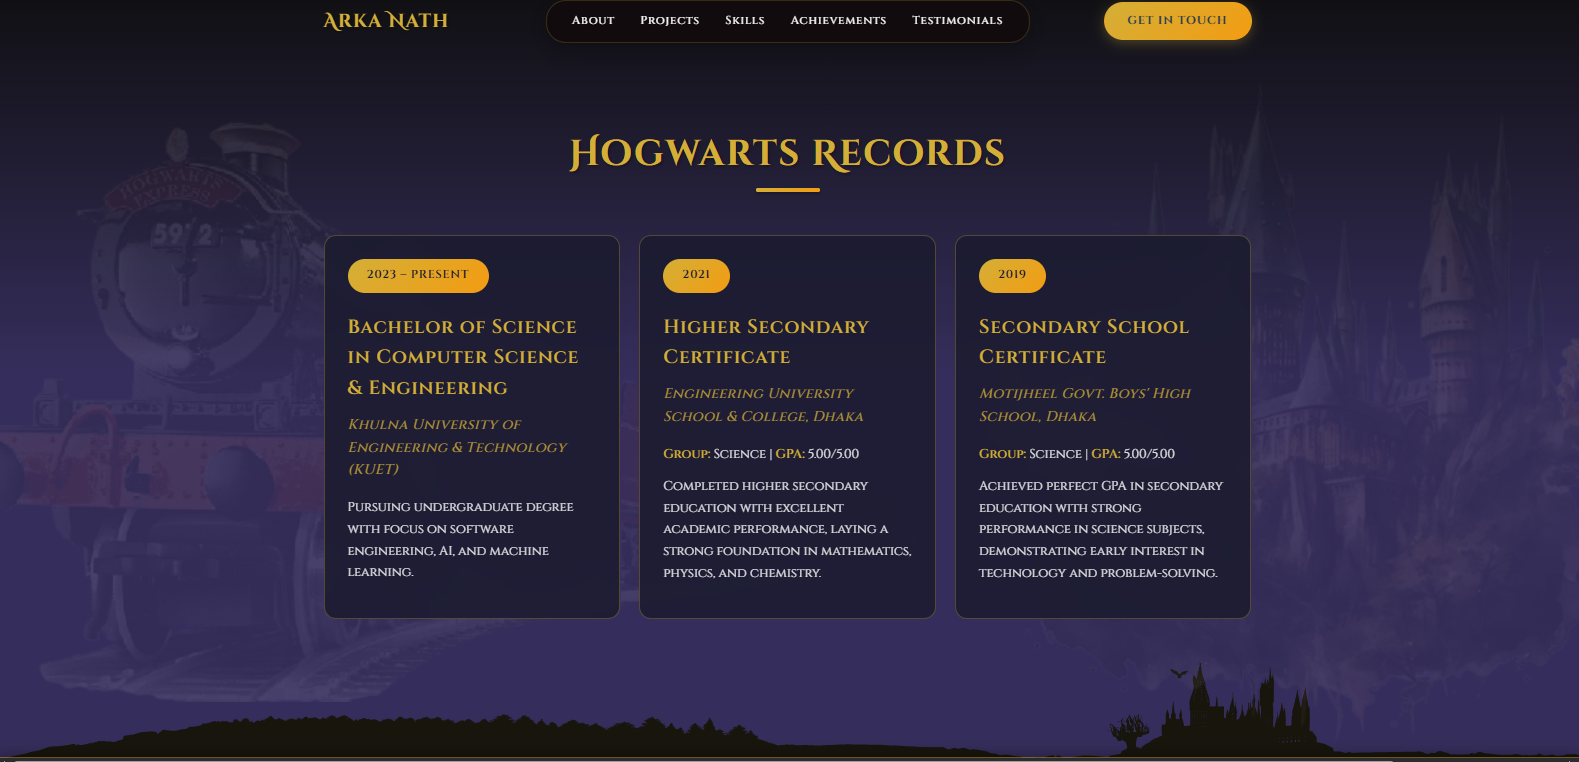 Arka Nath
About Projects Skills Achievements Testimonials
GET IN TOUCH
Hogwarts Records
HOGWARTS
EXPRESS
5972
2023 – PRESENT
Bachelor of Science
in Computer Science
& Engineering
Khulna University of
Engineering & Technology
(KUET)
Pursuing undergraduate degree
with focus on software
engineering, AI, and machine
learning.
2021
Higher Secondary
Certificate
Engineering University
School & College, Dhaka
Group: Science | GPA: 5.00/5.00
Completed higher secondary
education with excellent
academic performance, laying a
strong foundation in mathematics,
physics, and chemistry.
2019
Secondary School
Certificate
Motijheel Govt. Boys' High
School, Dhaka
Group: Science | GPA: 5.00/5.00
Achieved perfect GPA in secondary
education with strong
performance in science subjects,
demonstrating early interest in
technology and problem-solving.